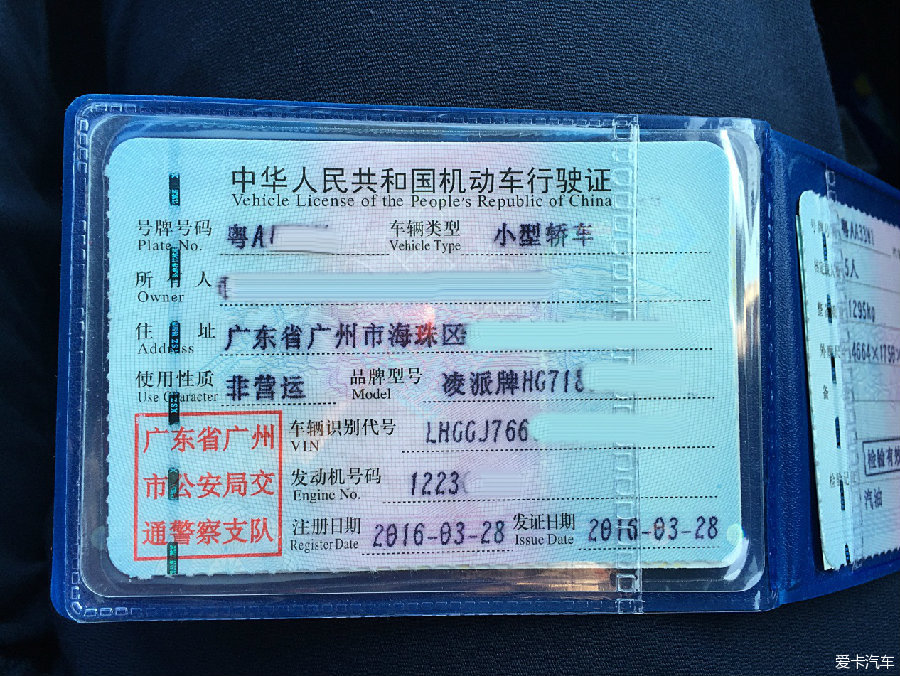 中华人民共和国机动车行驶证
Vehicle License of the People's Republic of China
号牌号码 粤A 车辆类型 小型轿车
Plate No. Vehicle Type
所有人
Owner
住址 广东省广州市海珠区
Address
使用性质 非营运 品牌型号 凌派牌HG718
Use Character Model
广东省广州
市公安局交
通警察支队
车辆识别代号 LHGGJ766
VIN
发动机号码 1223
Engine No.
注册日期 2016-03-28 发证日期 2016-03-28
Register Date Issue Date
5人
1295kg
检验有效
汽油
爱卡汽车